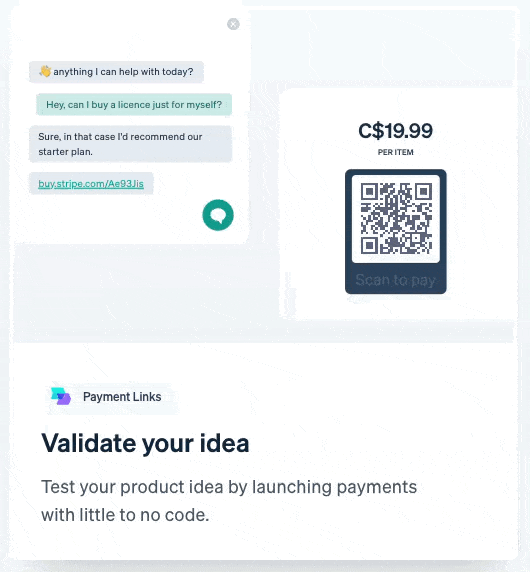 👋 anything I can help with today?
Hey, can I buy a licence just for myself?
Sure, in that case I'd recommend our
starter plan.
buy.stripe.com/Ae93Jis
C$19.99
PER ITEM
Scan to pay
Payment Links
Validate your idea
Test your product idea by launching payments
with little to no code.